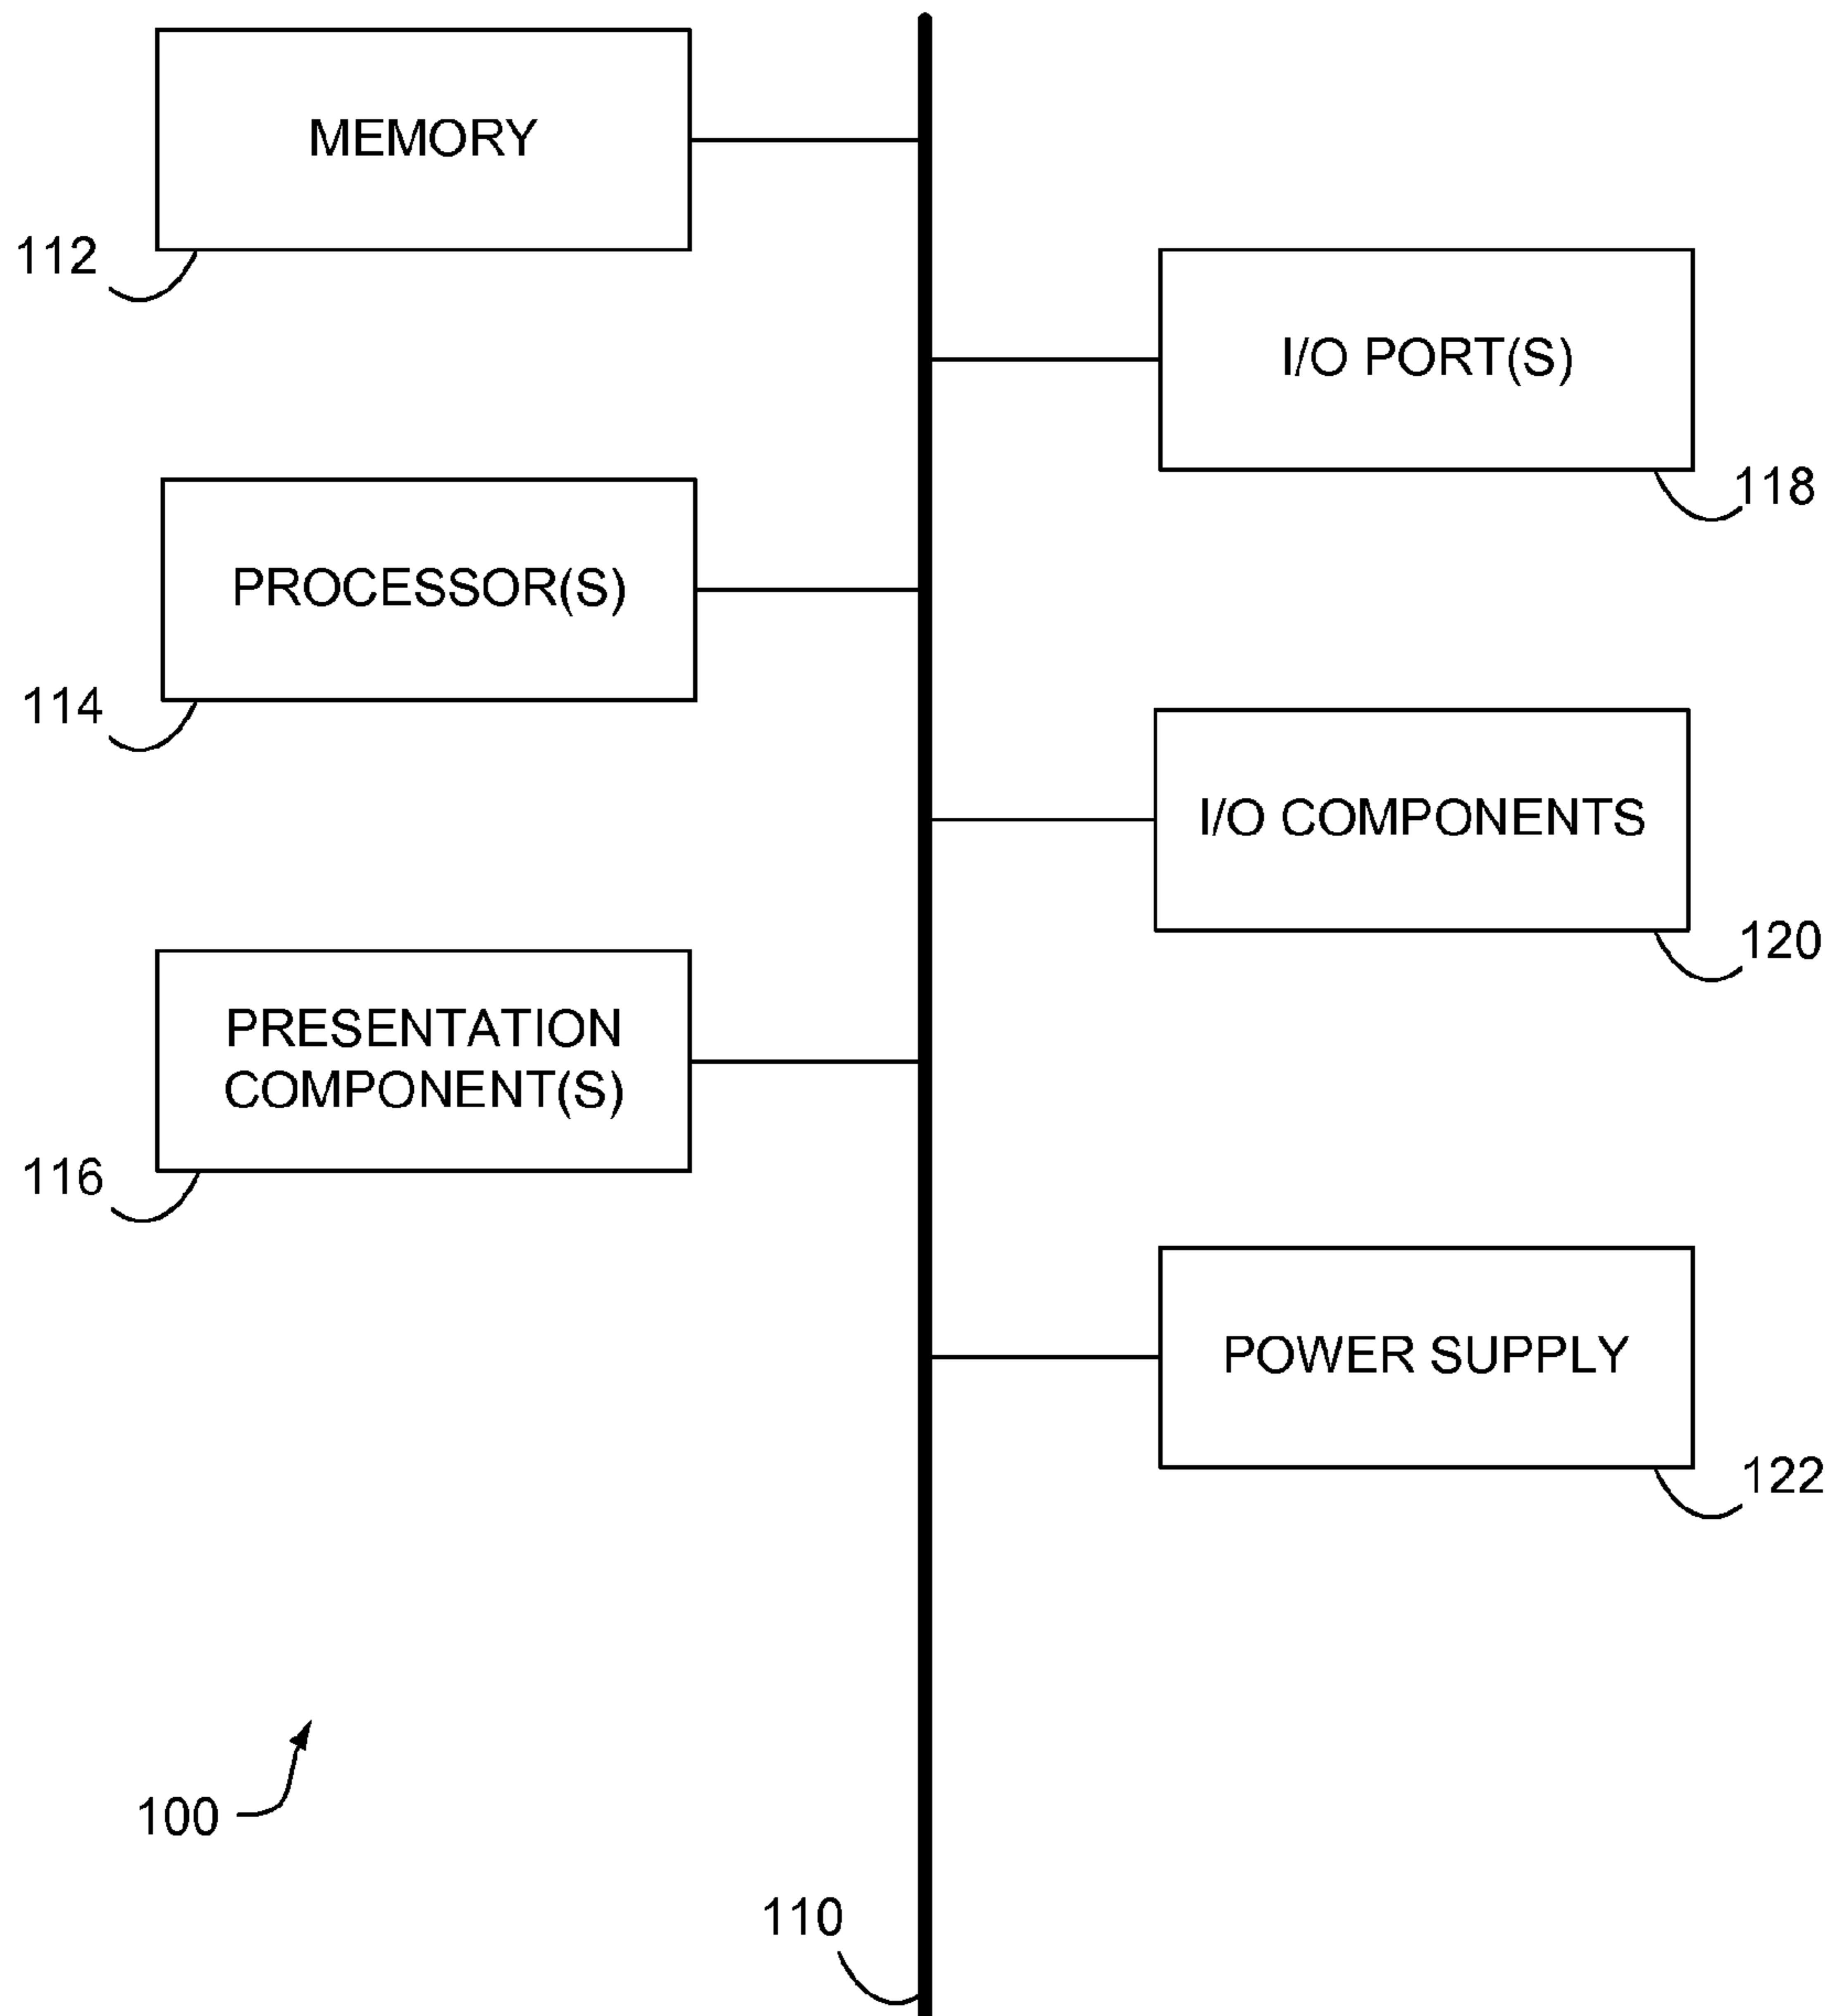 MEMORY
112
I/O PORT(S)
118
PROCESSOR(S)
114
I/O COMPONENTS
120
PRESENTATION
COMPONENT(S)
116
POWER SUPPLY
122
100
110